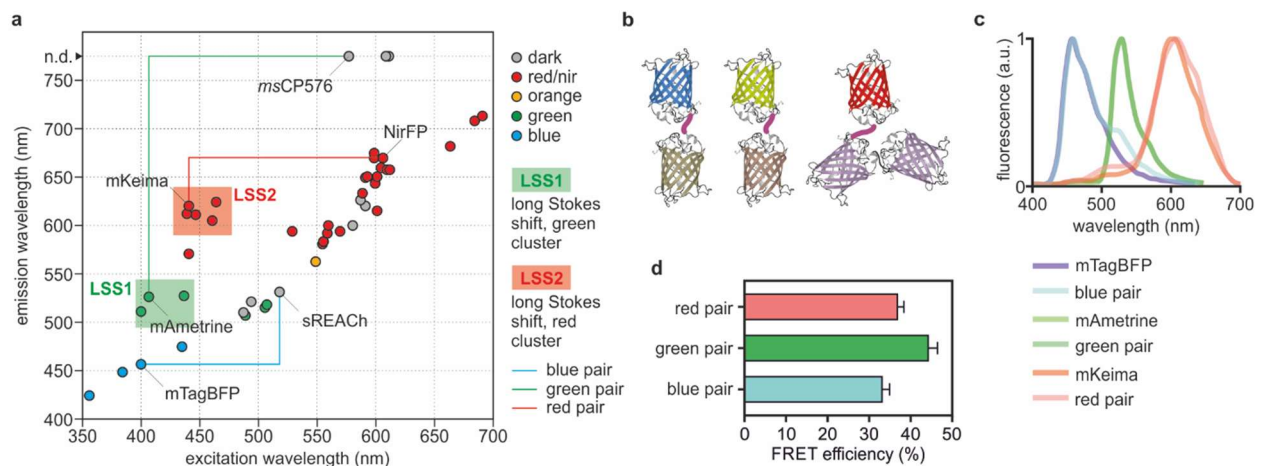 a
n.d.
750
700
650
600
550
500
450
400
emission wavelength (nm)
350
400
450
500
550
600
650
700
excitation wavelength (nm)
msCP576
NirFP
mKeima
LSS2
LSS1
mAmetrine
sREACh
mTagBFP
dark
red/nir
orange
green
blue
LSS1
long Stokes
shift, green
cluster
LSS2
long Stokes
shift, red
cluster
blue pair
green pair
red pair
b
c
fluorescence (a.u.)
1
0
400
500
600
700
wavelength (nm)
mTagBFP
blue pair
mAmetrine
green pair
mKeima
red pair
d
red pair
green pair
blue pair
0
10
20
30
40
50
FRET efficiency (%)